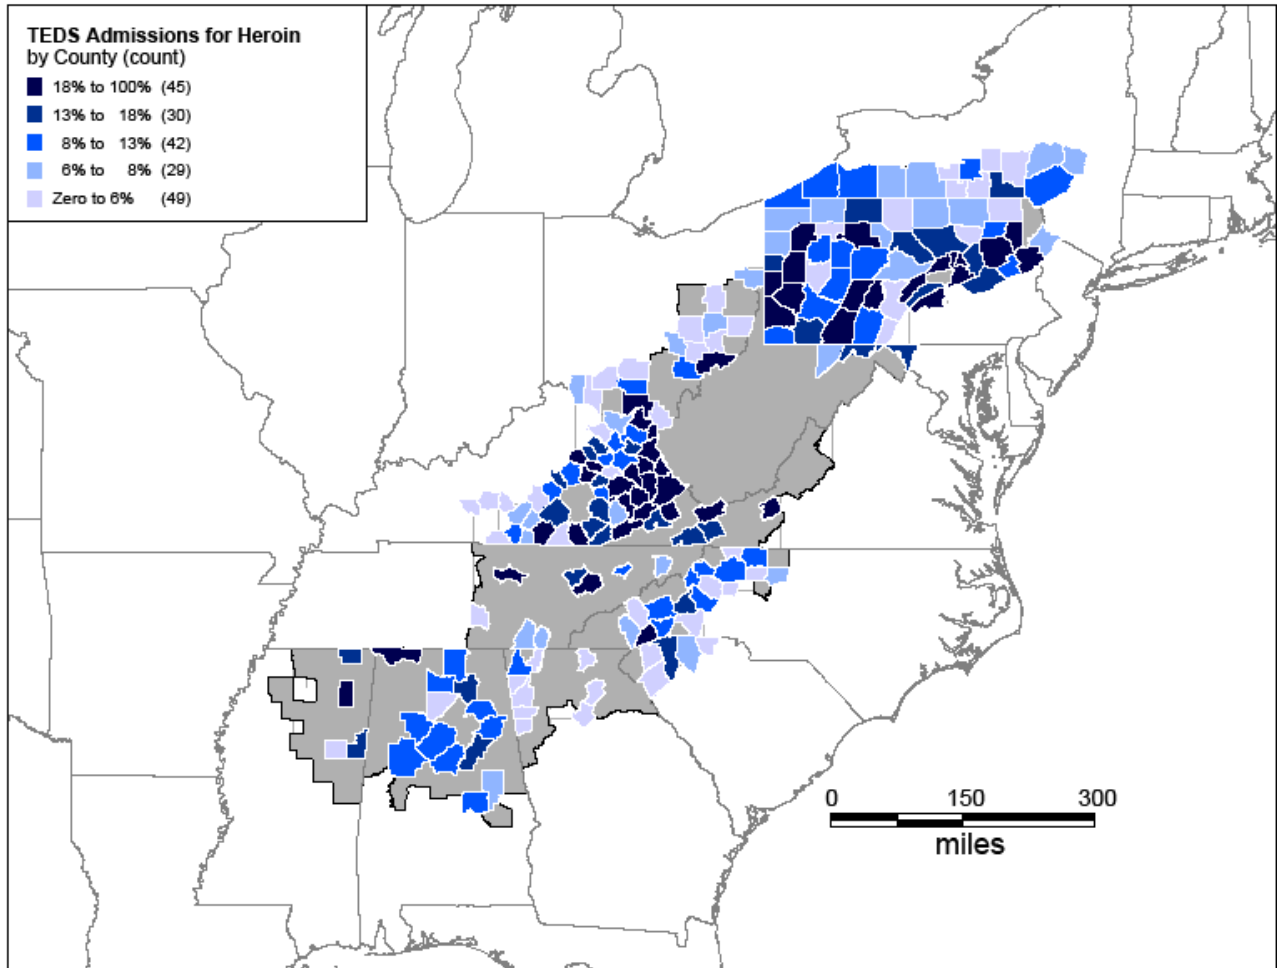 TEDS Admissions for Heroin
by County (count)
18% to 100% (45)
13% to 18% (30)
8% to 13% (42)
6% to 8% (29)
Zero to 6% (49)
0 150 300
miles